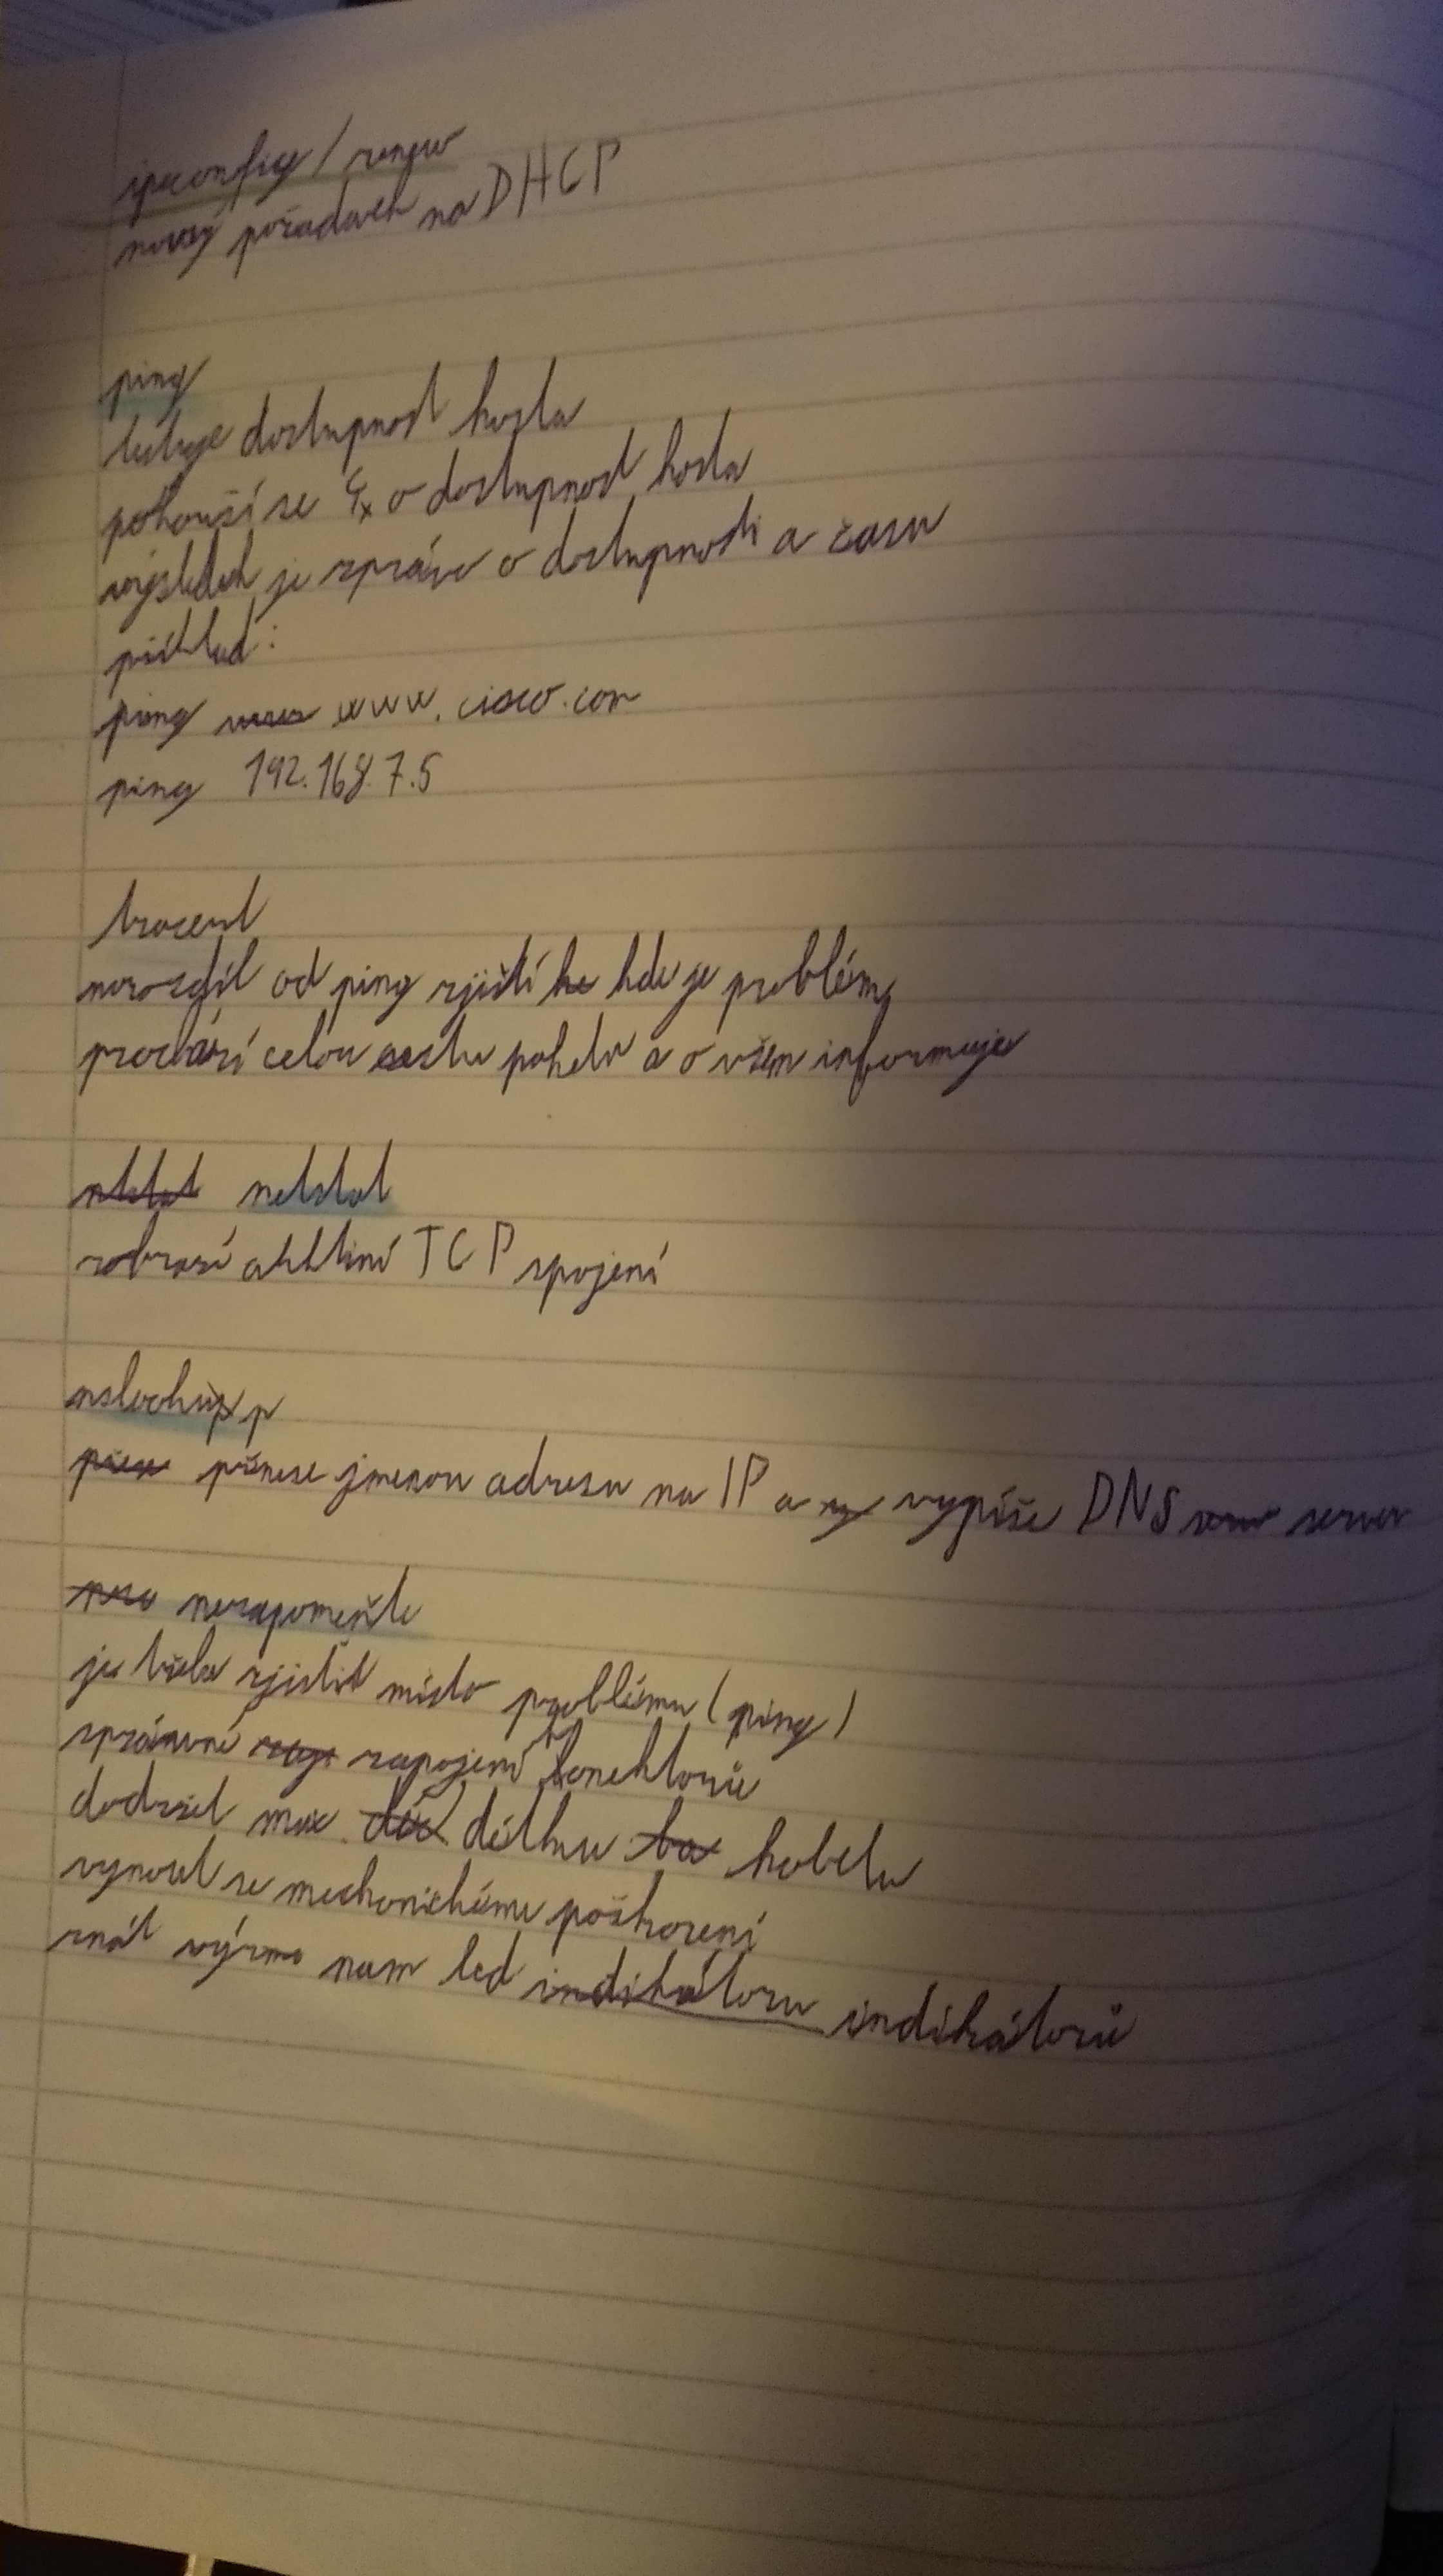 ipconfig / renew
nový požadavek na DHCP
ping
testuje dostupnost hosta
pokouší se 4x o dostupnost hosta
výsledek je zpráva o dostupnosti a času
příklad:
ping www.cisco.com
ping 192.168.7.5
tracert
narozdíl od ping zjistí kde je problém
prochází celou cestu paketu a o všem informuje
netstat
zobrazí aktivní TCP spojení
nslookup
přenese jmenou adresu na IP a vypíše DNS server
nezapomeňte
je třeba zjistit místo problému (ping)
správné zapojení konektorů
dodržet max. délku kabelu
vynout se mechanickému poškození
znát význa nam led indikátorů